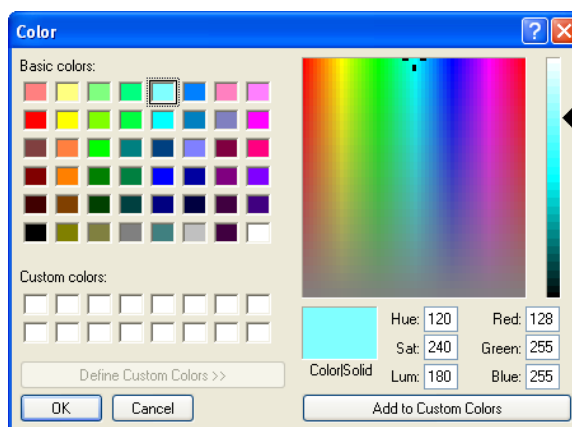 Color
Basic colors:
Custom colors:
Define Custom Colors >>
OK Cancel
Color|Solid
Hue: 120 Red: 128
Sat: 240 Green: 255
Lum: 180 Blue: 255
Add to Custom Colors